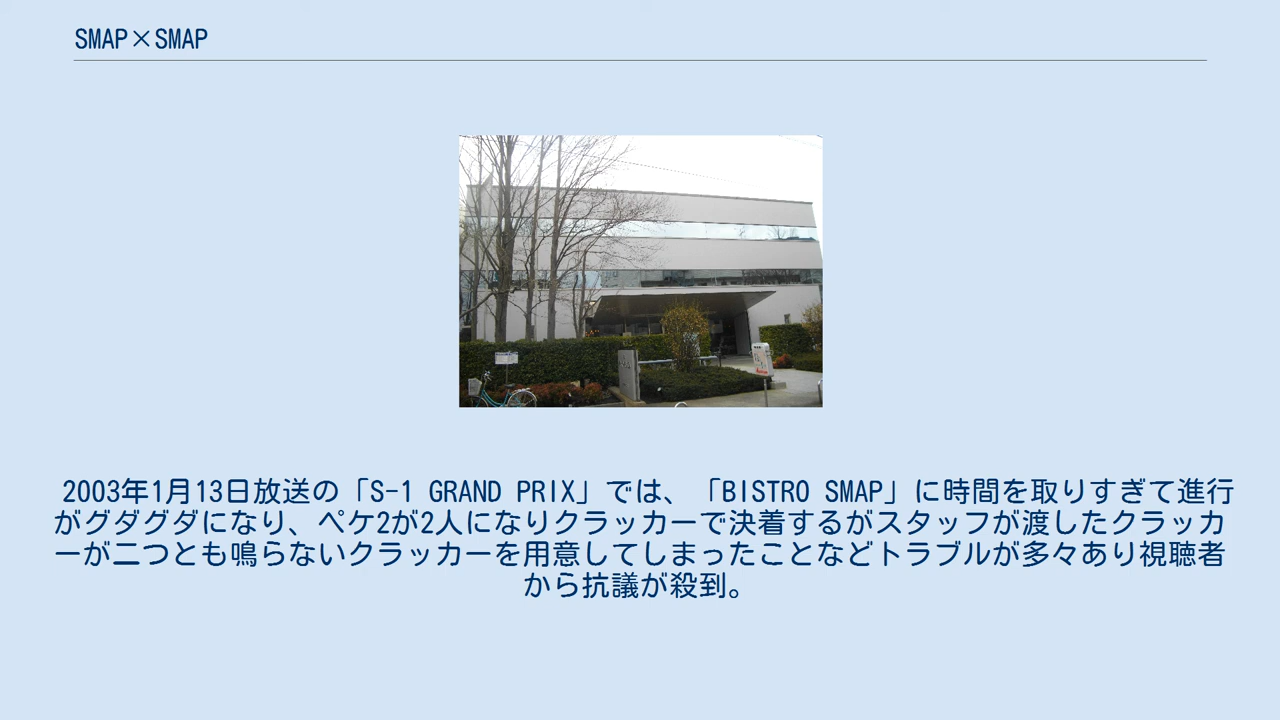 SMAP×SMAP
2003年1月13日放送の「S-1 GRAND PRIX」では、「BISTRO SMAP」に時間を取りすぎて進行
がグダグダになり、ペケ2が2人になりクラッカーで決着するがスタッフが渡したクラッカ
ーが二つとも鳴らないクラッカーを用意してしまったことなどトラブルが多々あり視聴者
から抗議が殺到。